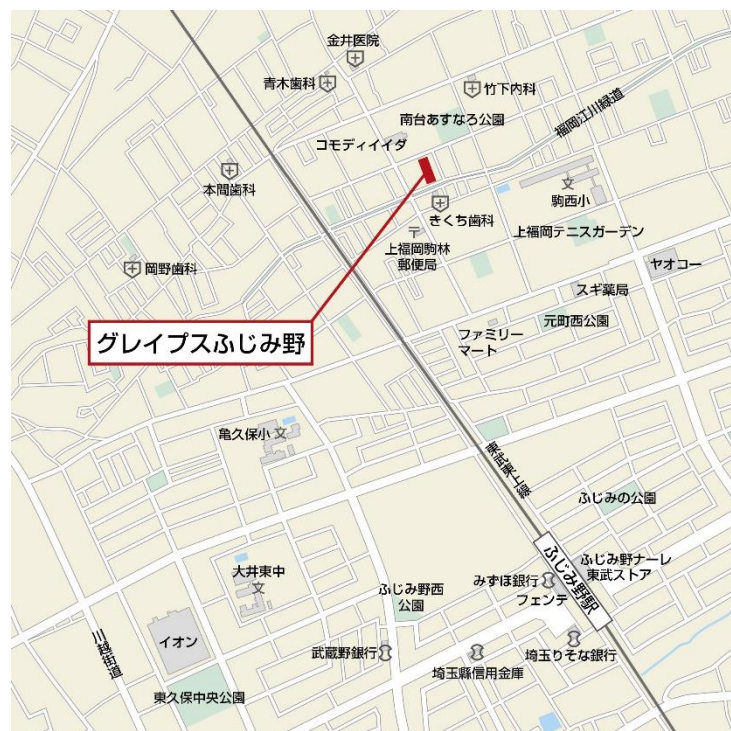 金井医院
青木歯科
竹下内科
南台あすなろ公園
福岡江川緑道
コモディイイダ
本間歯科
駒西小
きくち歯科
上福岡駒林
郵便局
上福岡テニスガーデン
岡野歯科
ヤオコー
スギ薬局
グレイプスふじみ野
元町西公園
ファミリー
マート
亀久保小
東武東上線
ふじみの公園
ふじみ野駅
ふじみ野ナーレ
東武ストア
みずほ銀行
フェンテ
大井東中
ふじみ野西
公園
川越街道
イオン
武蔵野銀行
埼玉縣信用金庫
埼玉りそな銀行
東久保中央公園